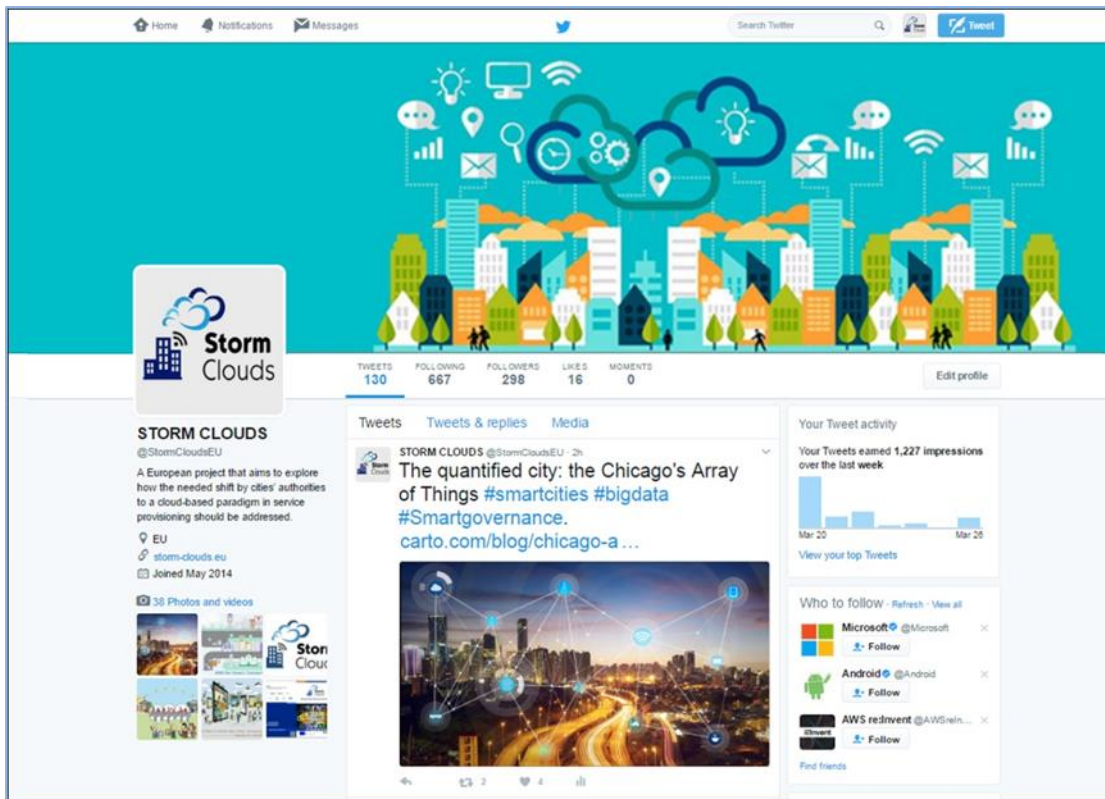 Home Notifications Messages Search Twitter Tweet
Storm
Clouds
TWEETS FOLLOWING FOLLOWERS LIKES MOMENTS
130 667 298 16 0
Edit profile
STORM CLOUDS
@StormCloudsEU
A European project that aims to explore
how the needed shift by cities' authorities
to a cloud-based paradigm in service
provisioning should be addressed.
EU
storm-clouds.eu
Joined May 2014
38 Photos and videos
Storm
Tweets Tweets & replies Media
STORM CLOUDS @StormCloudsEU · 2h
The quantified city: the Chicago's Array
of Things #smartcities #bigdata
#Smartgovernance.
carto.com/blog/chicago-a ...
2 4
Your Tweet activity
Your Tweets earned 1,227 impressions
over the last week
Mar 20 Mar 26
View your top Tweets
Who to follow · Refresh · View all
Microsoft @Microsoft
Follow
Android @Android
Follow
AWS re:Invent @AWSreIn...
Follow
Find friends